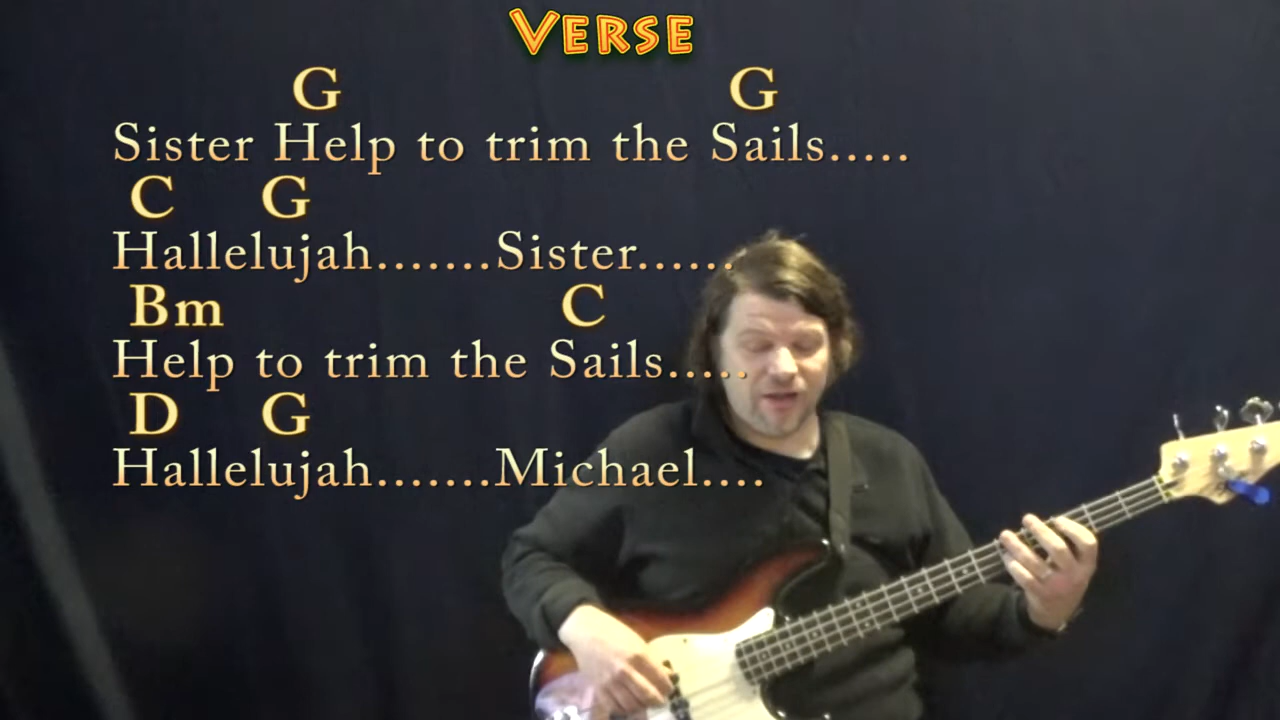 VERSE
G G
Sister Help to trim the Sails.....
C G
Hallelujah.......Sister......
Bm C
Help to trim the Sails.....
D G
Hallelujah.......Michael....